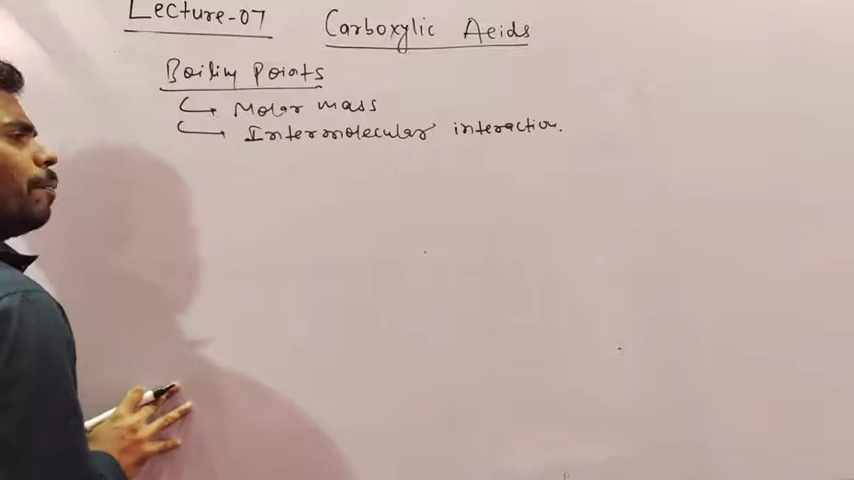 Lecture-07
Carboxylic Acids
Boiling Points
Molar mass
Intermolecular interaction.